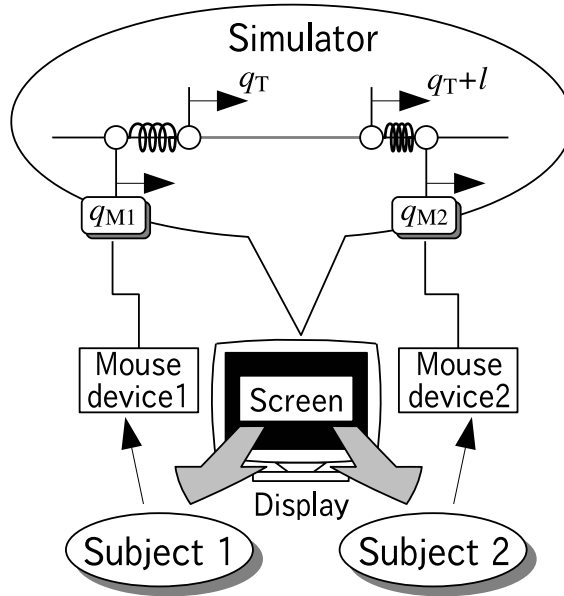 Simulator
qT
qT+l
qM1
qM2
Mouse
device1
Screen
Mouse
device2
Display
Subject 1
Subject 2